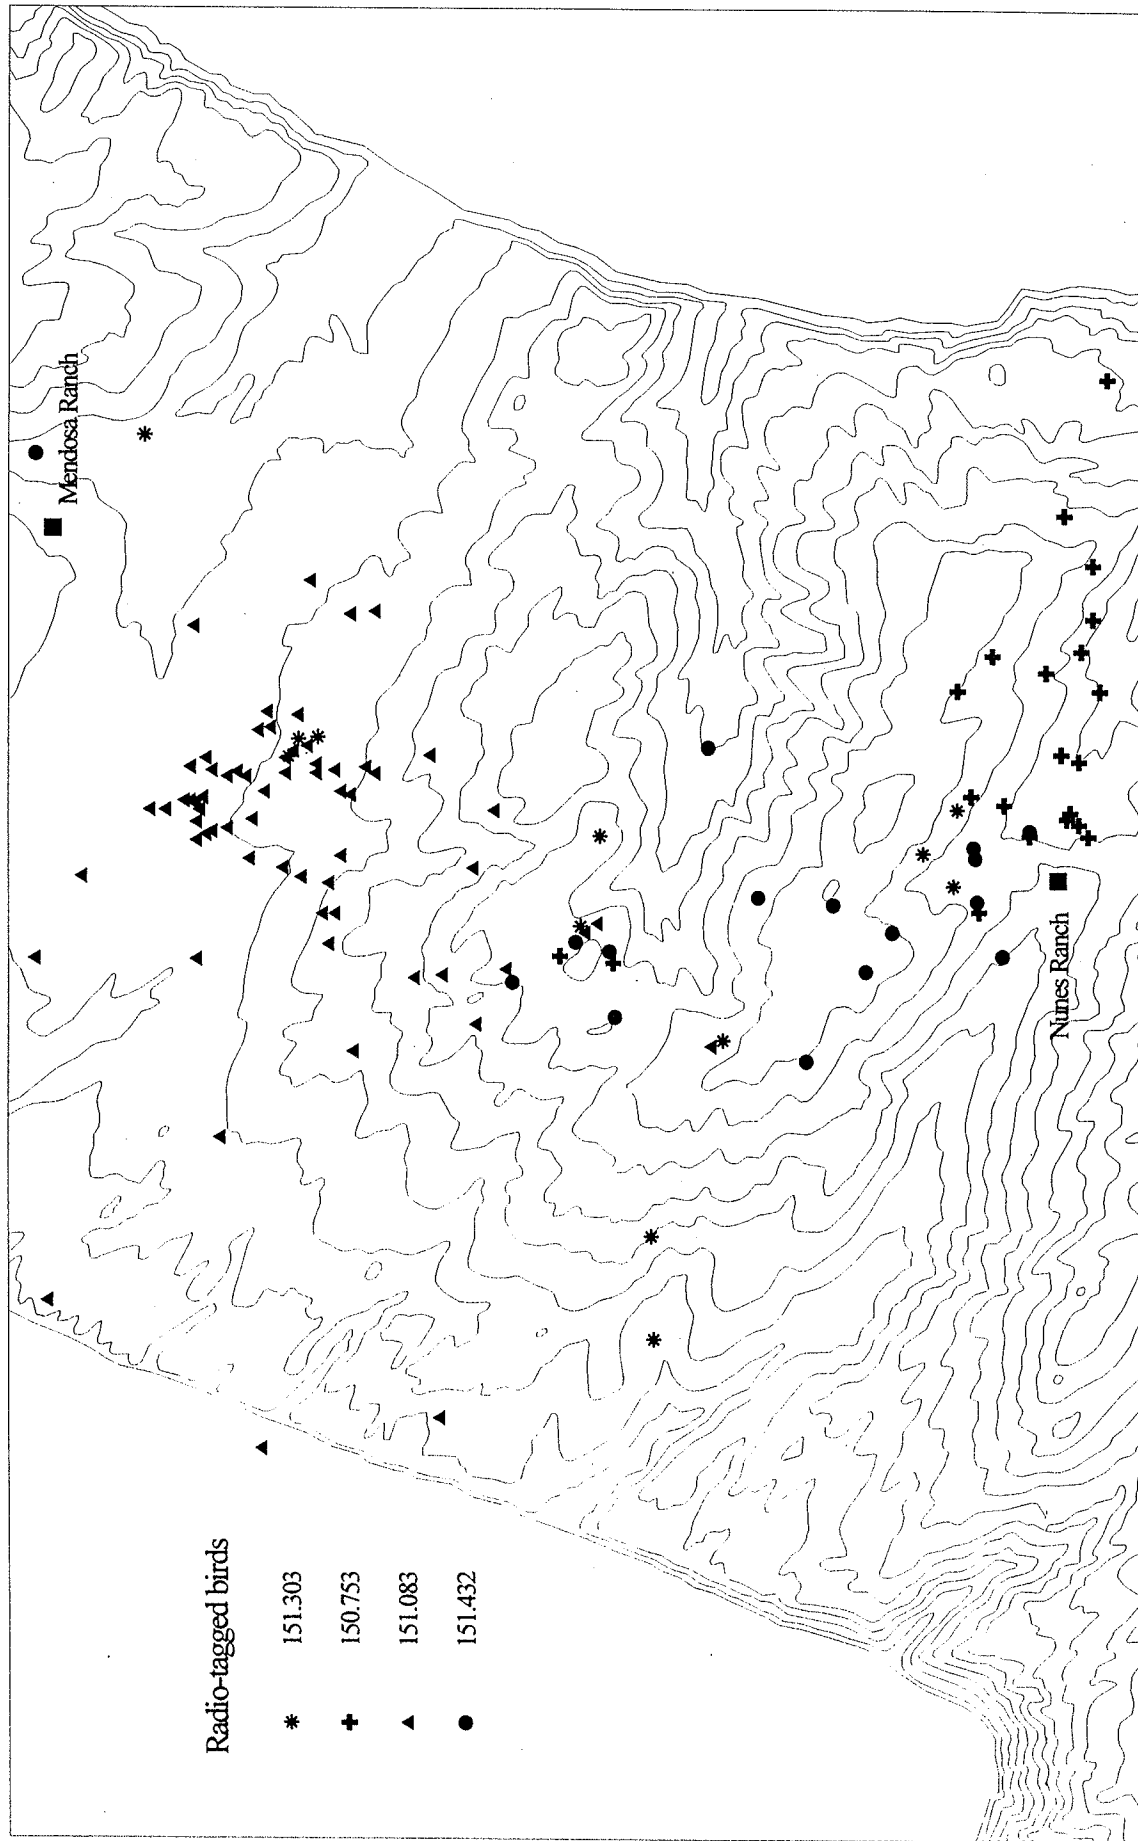 Mendosa Ranch
Nunes Ranch
Radio-tagged birds
151.303
150.753
151.083
151.432